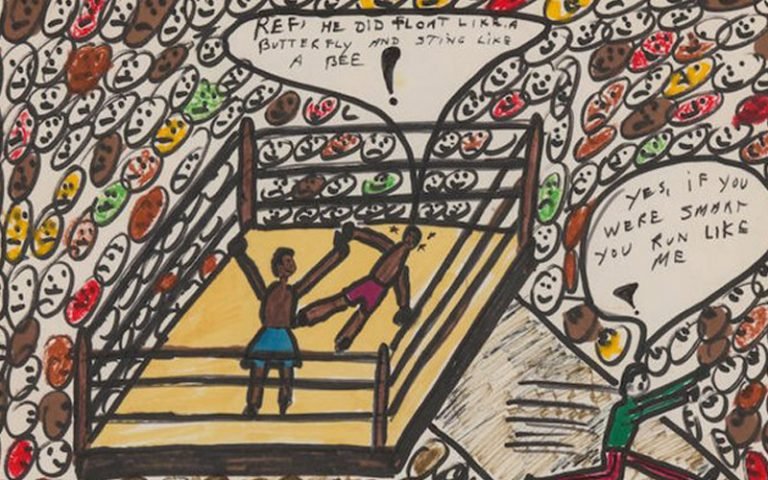 REF, HE DID FLOAT LIKE A
BUTTERFLY AND STING LIKE
A BEE
!
YES, IF YOU
WERE SMART
YOU RUN LIKE
ME
!